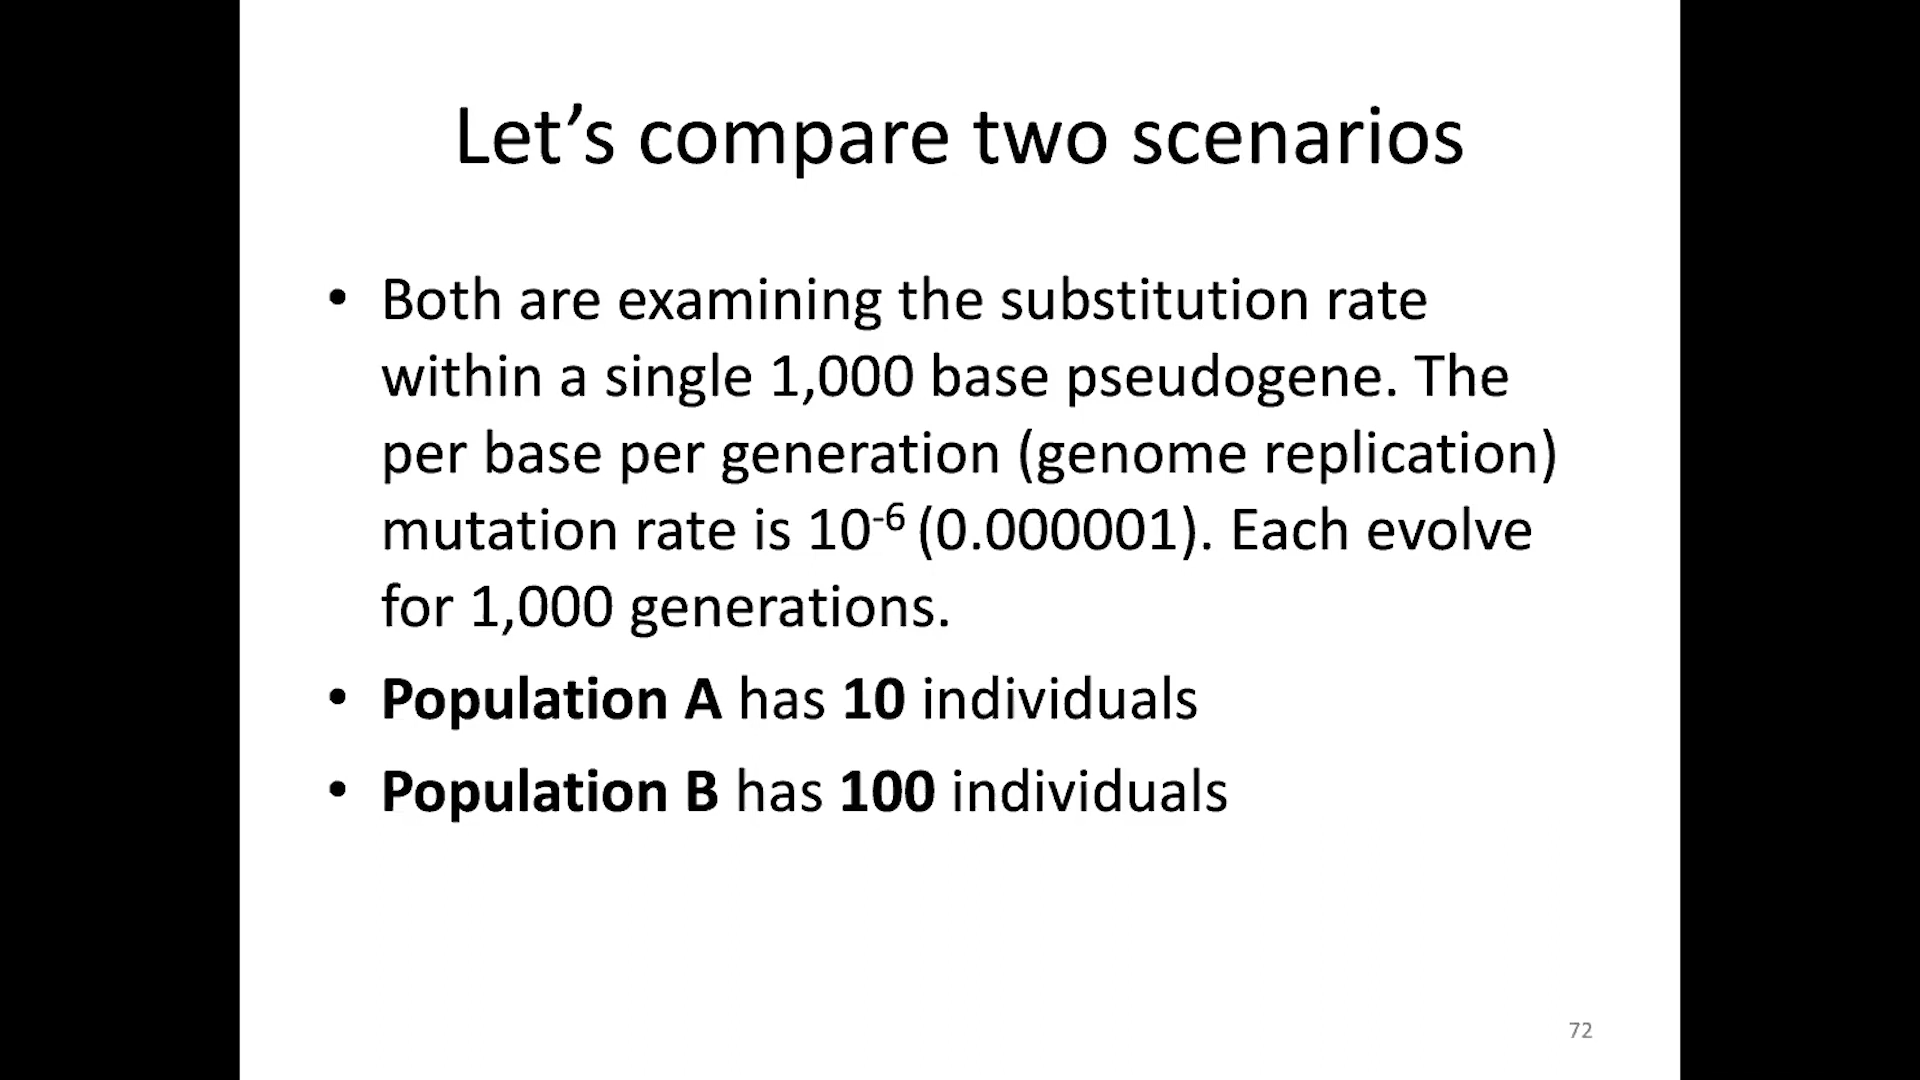 Let’s compare two scenarios
• Both are examining the substitution rate
within a single 1,000 base pseudogene. The
per base per generation (genome replication)
mutation rate is 10⁻⁶ (0.000001). Each evolve
for 1,000 generations.
• Population A has 10 individuals
• Population B has 100 individuals
72